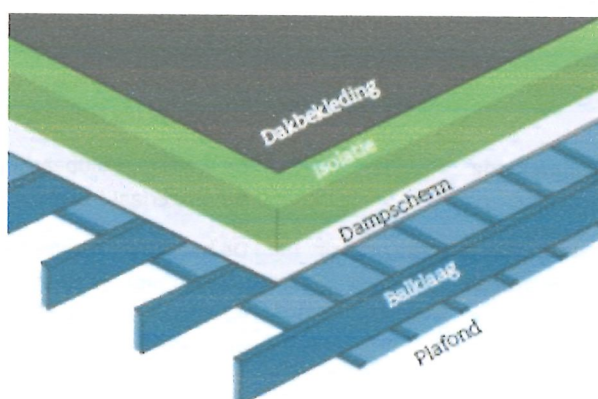 Dakbekleding
Isolatie
Dampscherm
Balklaag
Plafond